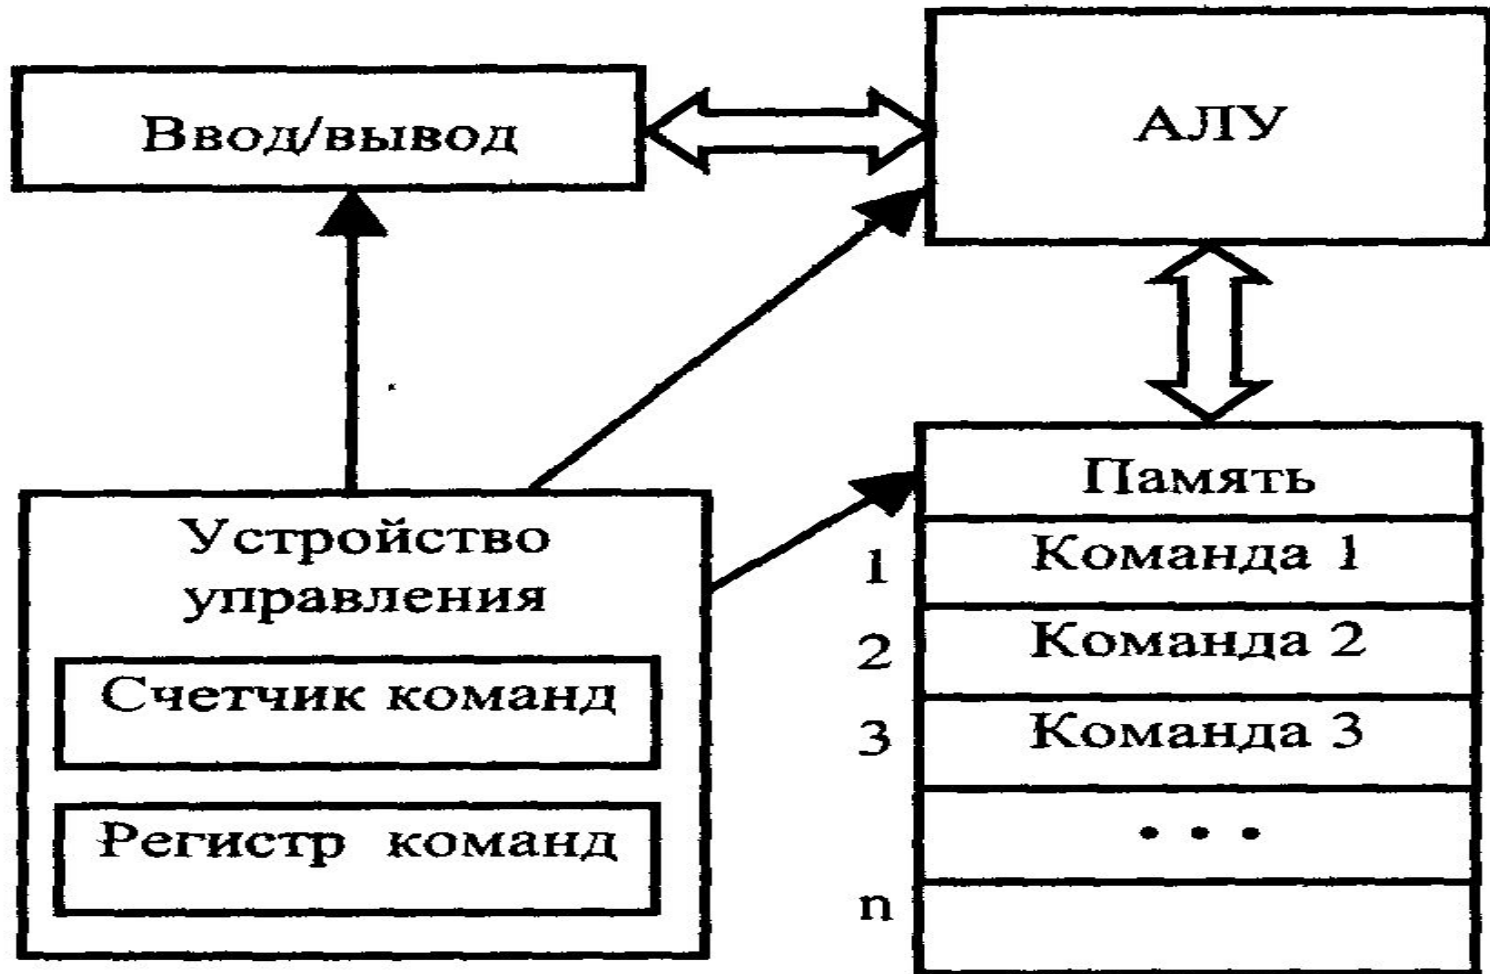 Ввод/вывод
АЛУ
Устройство
управления
Счетчик команд
Регистр команд
Память
1 Команда 1
2 Команда 2
3 Команда 3
• • •
n